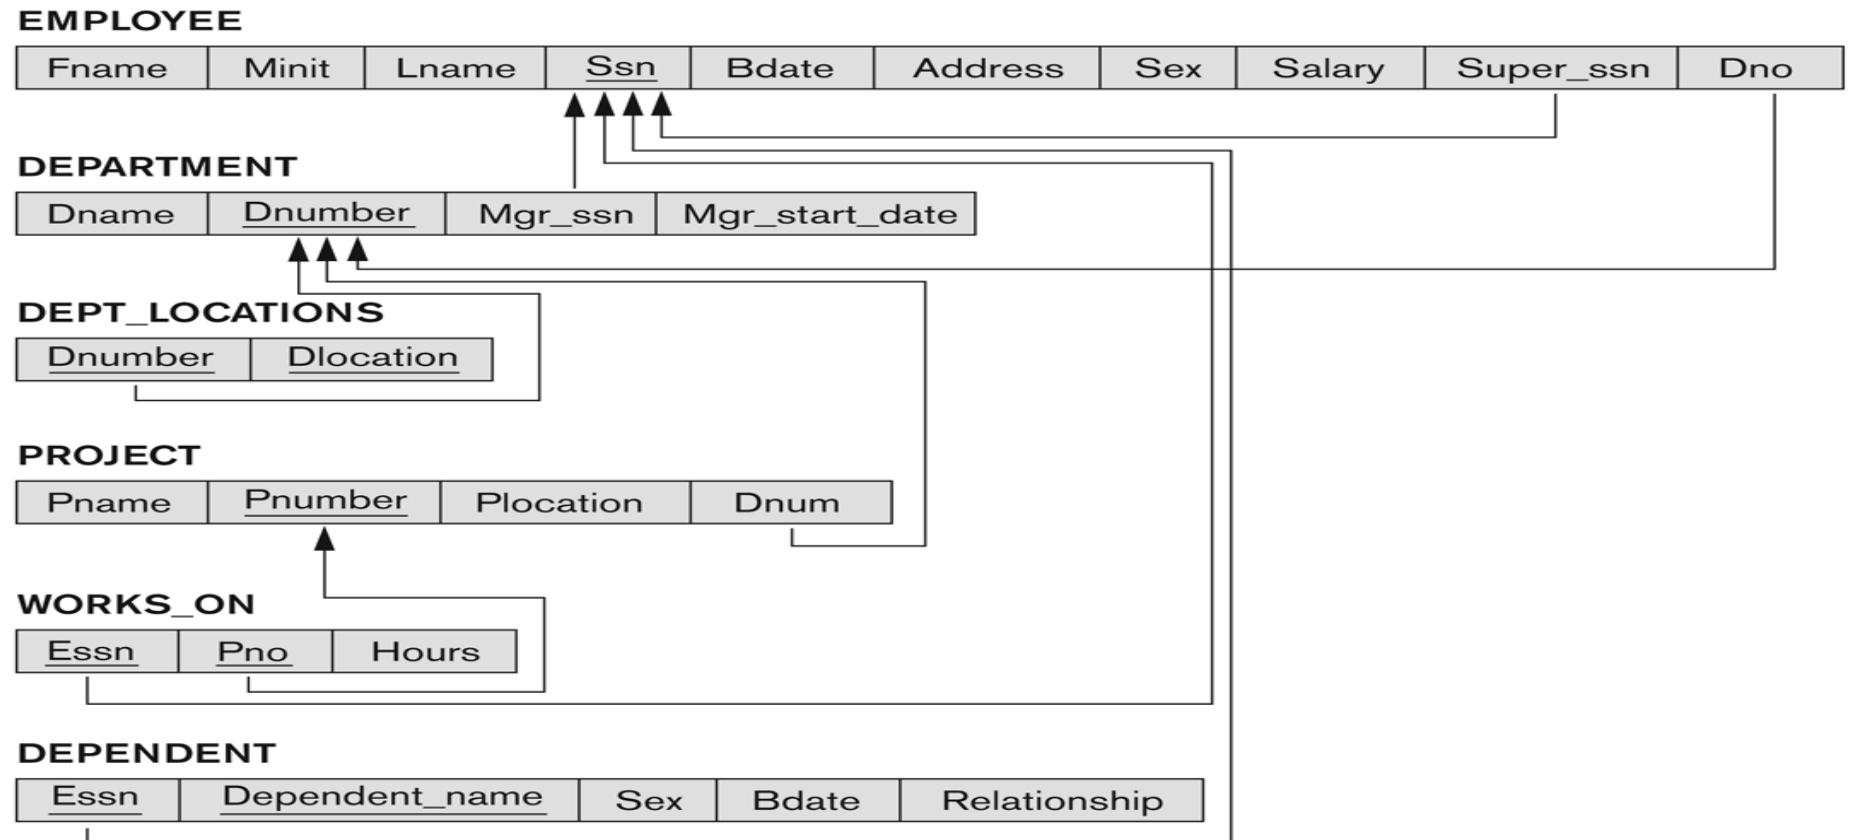 EMPLOYEE
Fname Minit Lname Ssn Bdate Address Sex Salary Super_ssn Dno
DEPARTMENT
Dname Dnumber Mgr_ssn Mgr_start_date
DEPT_LOCATIONS
Dnumber Dlocation
PROJECT
Pname Pnumber Plocation Dnum
WORKS_ON
Essn Pno Hours
DEPENDENT
Essn Dependent_name Sex Bdate Relationship